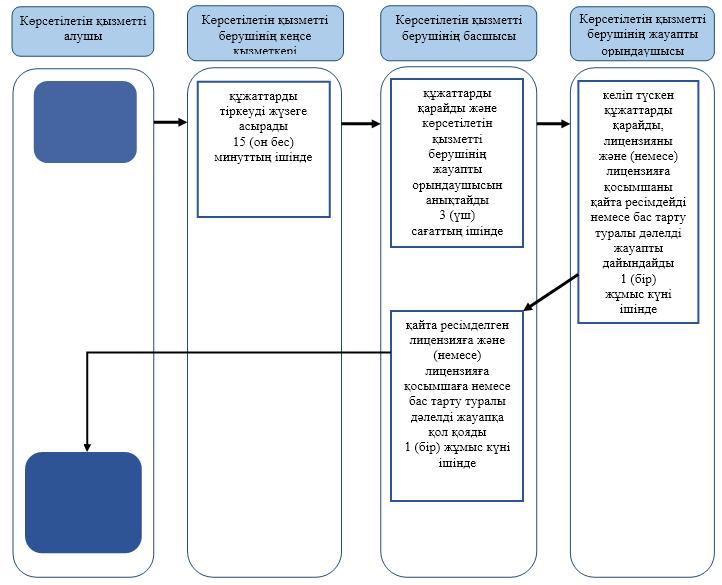 Көрсетілетін қызметті
алушы
Көрсетілетін қызметті
берушінің кеңсе
қызметкері
Көрсетілетін қызметті
берушінің басшысы
Көрсетілетін қызметті
берушінің жауапты
орындаушысы
құжаттарды
тіркеуді жүзеге
асырады
15 (он бес)
минуттың ішінде
құжаттарды
қарайды және
көрсетілетін
қызметті
берушінің
жауапты
орындаушысын
анықтайды
3 (үш)
сағаттың ішінде
келіп түскен
құжаттарды
қарайды,
лицензияны
және (немесе)
лицензияға
қосымшаны
қайта ресімдейді
немесе бас тарту
туралы дәлелді
жауапты
дайындайды
1 (бір)
жұмыс күні
ішінде
қайта ресімделген
лицензияға және
(немесе)
лицензияға
қосымшаға немесе
бас тарту туралы
дәлелді жауапқа
қол қояды
1 (бір) жұмыс күні
ішінде